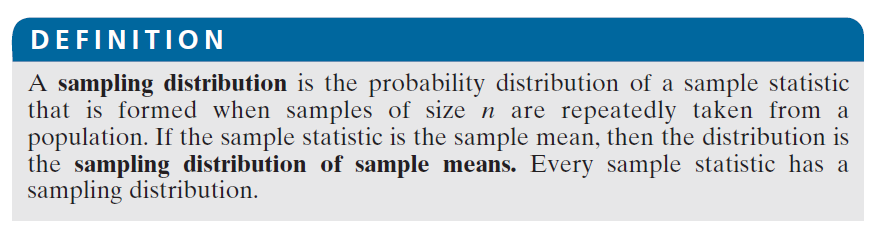 DEFINITION
A sampling distribution is the probability distribution of a sample statistic
that is formed when samples of size n are repeatedly taken from a
population. If the sample statistic is the sample mean, then the distribution is
the sampling distribution of sample means. Every sample statistic has a
sampling distribution.